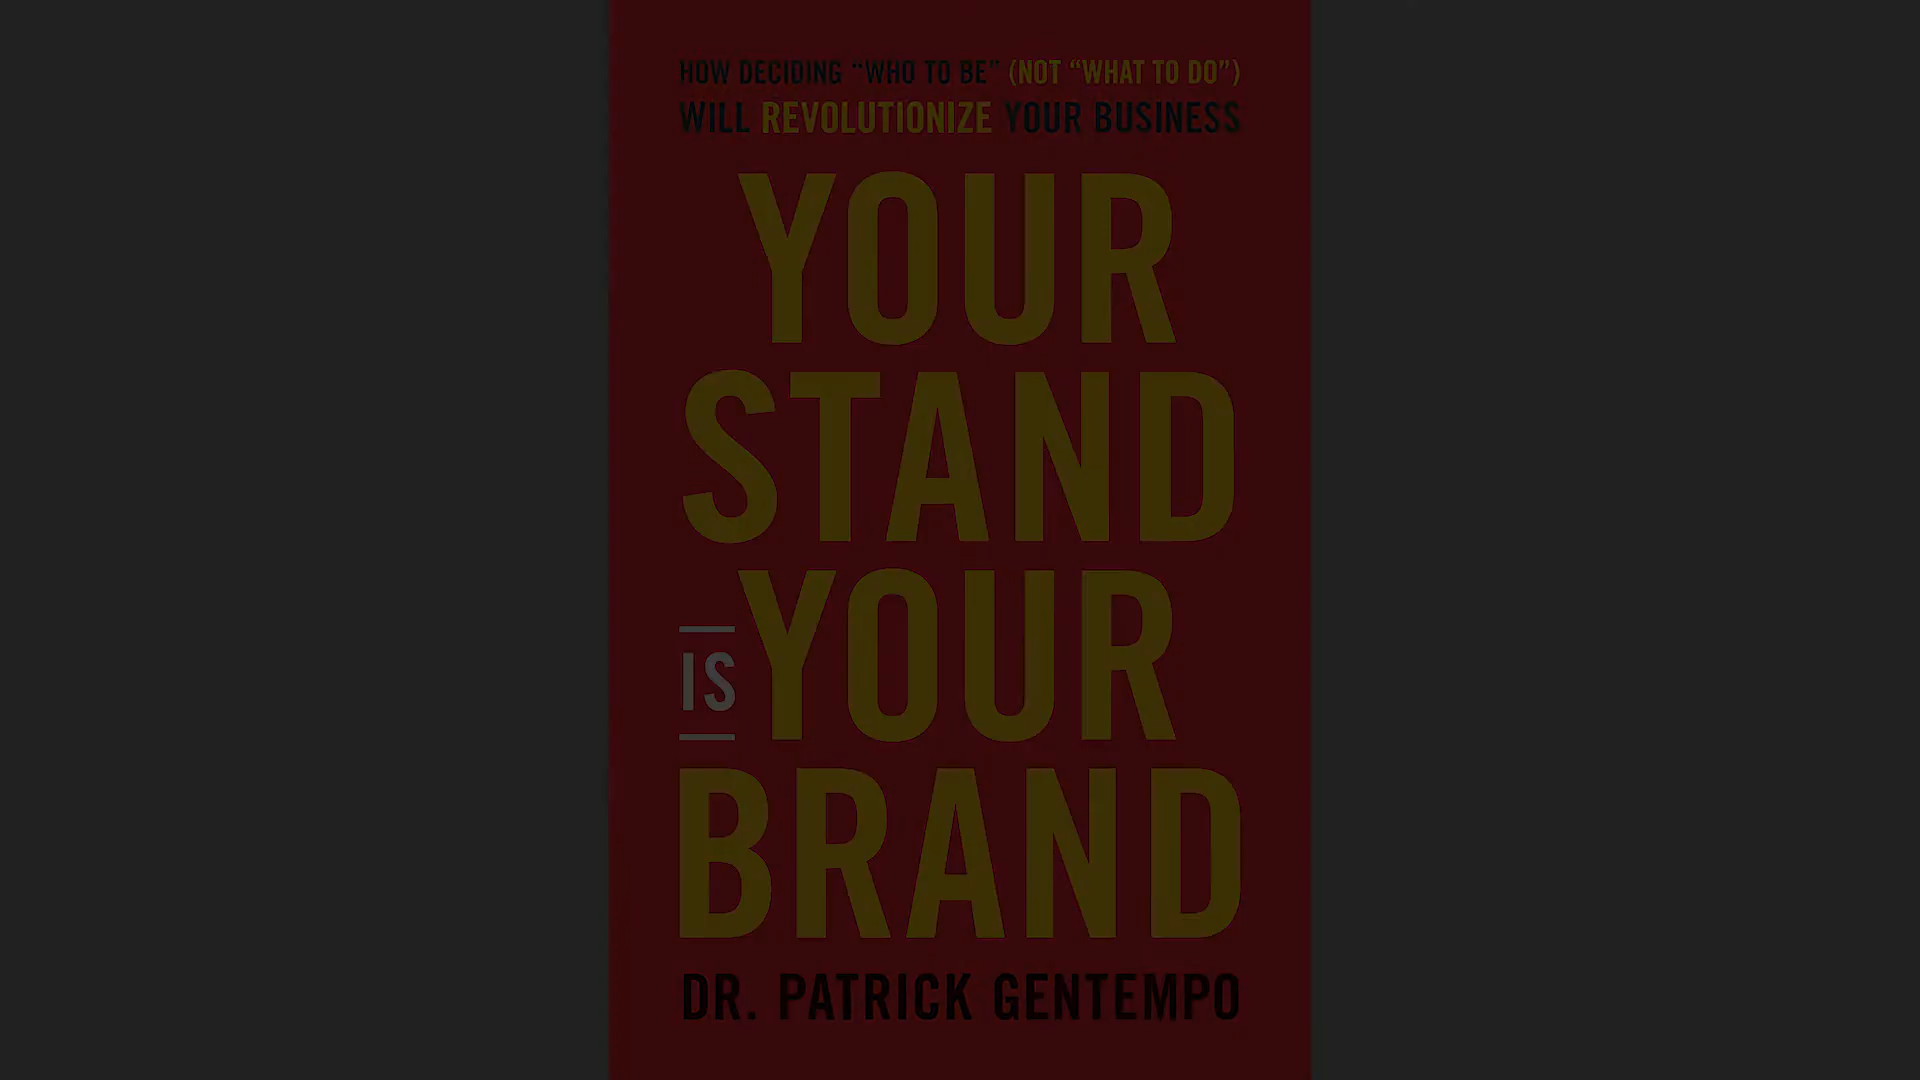 HOW DECIDING “WHO TO BE” (NOT “WHAT TO DO”)
WILL REVOLUTIONIZE YOUR BUSINESS
YOUR
STAND
IS YOUR
BRAND
DR. PATRICK GENTEMPO